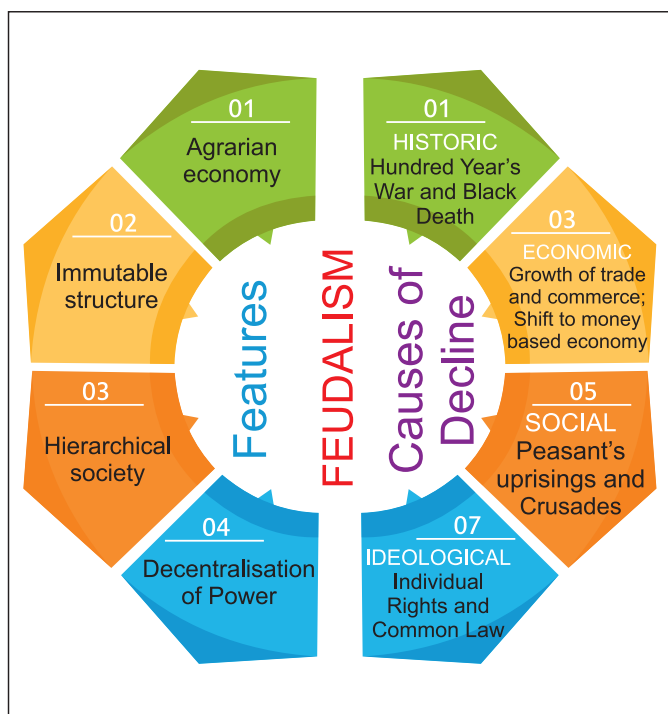 01
Agrarian
economy
02
Immutable
structure
03
Hierarchical
society
04
Decentralisation
of Power
Features
FEUDALISM
Causes of
Decline
01
HISTORIC
Hundred Year's
War and Black
Death
03
ECONOMIC
Growth of trade
and commerce;
Shift to money
based economy
05
SOCIAL
Peasant's
uprisings and
Crusades
07
IDEOLOGICAL
Individual
Rights and
Common Law